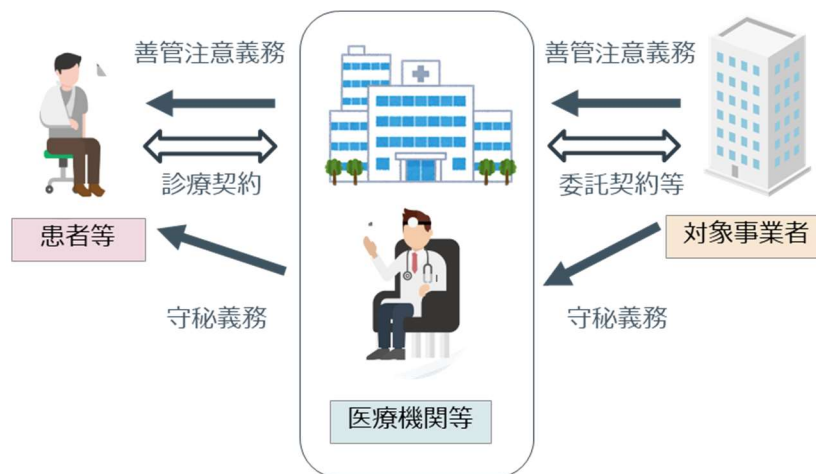 善管注意義務
善管注意義務
診療契約
委託契約等
患者等
対象事業者
守秘義務
守秘義務
医療機関等